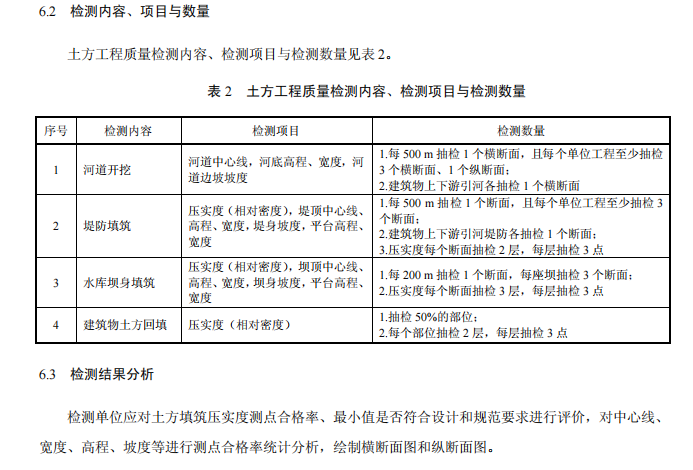 6.2 检测内容、项目与数量
土方工程质量检测内容、检测项目与检测数量见表 2。
表 2 土方工程质量检测内容、检测项目与检测数量
序号 检测内容 检测项目 检测数量
1 河道开挖
河道中心线，河底高程、宽度，河
道边坡坡度
1.每 500 m 抽检 1 个横断面，且每个单位工程至少抽检
3 个横断面、1 个纵断面；
2.建筑物上下游引河各抽检 1 个横断面
2 堤防填筑
压实度（相对密度），堤顶中心线、
高程、宽度，堤身坡度，平台高程、
宽度
1.每 500 m 抽检 1 个断面，且每个单位工程至少抽检 3
个断面；
2.建筑物上下游引河堤防各抽检 1 个断面；
3.压实度每个断面抽检 2 层，每层抽检 3 点
3 水库坝身填筑
压实度（相对密度），坝顶中心线、
高程、宽度，坝身坡度，平台高程、
宽度
1.每 200 m 抽检 1 个断面，每座坝抽检 3 个断面；
2.压实度每个断面抽检 3 层，每层抽检 3 点
4 建筑物土方回填 压实度（相对密度）
1.抽检 50%的部位；
2.每个部位抽检 2 层，每层抽检 3 点
6.3 检测结果分析
检测单位应对土方填筑压实度测点合格率、最小值是否符合设计和规范要求进行评价，对中心线、
宽度、高程、坡度等进行测点合格率统计分析，绘制横断面图和纵断面图。